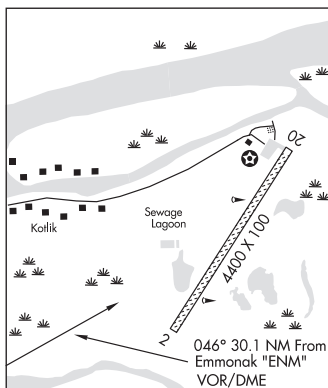 20
Sewage
Lagoon
Kotlik
4400 X 100
2
046° 30.1 NM From
Emmonak "ENM"
VOR/DME